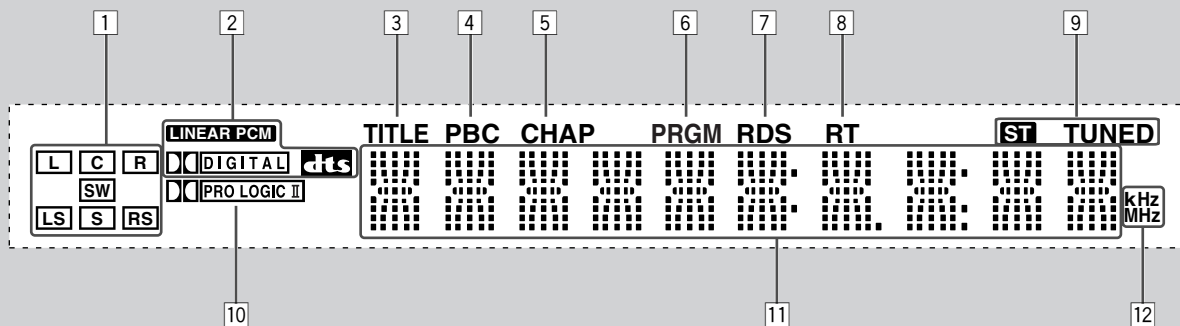 1 2 3 4 5 6 7 8 9
LINEAR PCM TITLE PBC CHAP PRGM RDS RT ST TUNED
L C R DIGITAL dts
SW PRO LOGIC II
LS S RS
kHz
MHz
10 11 12